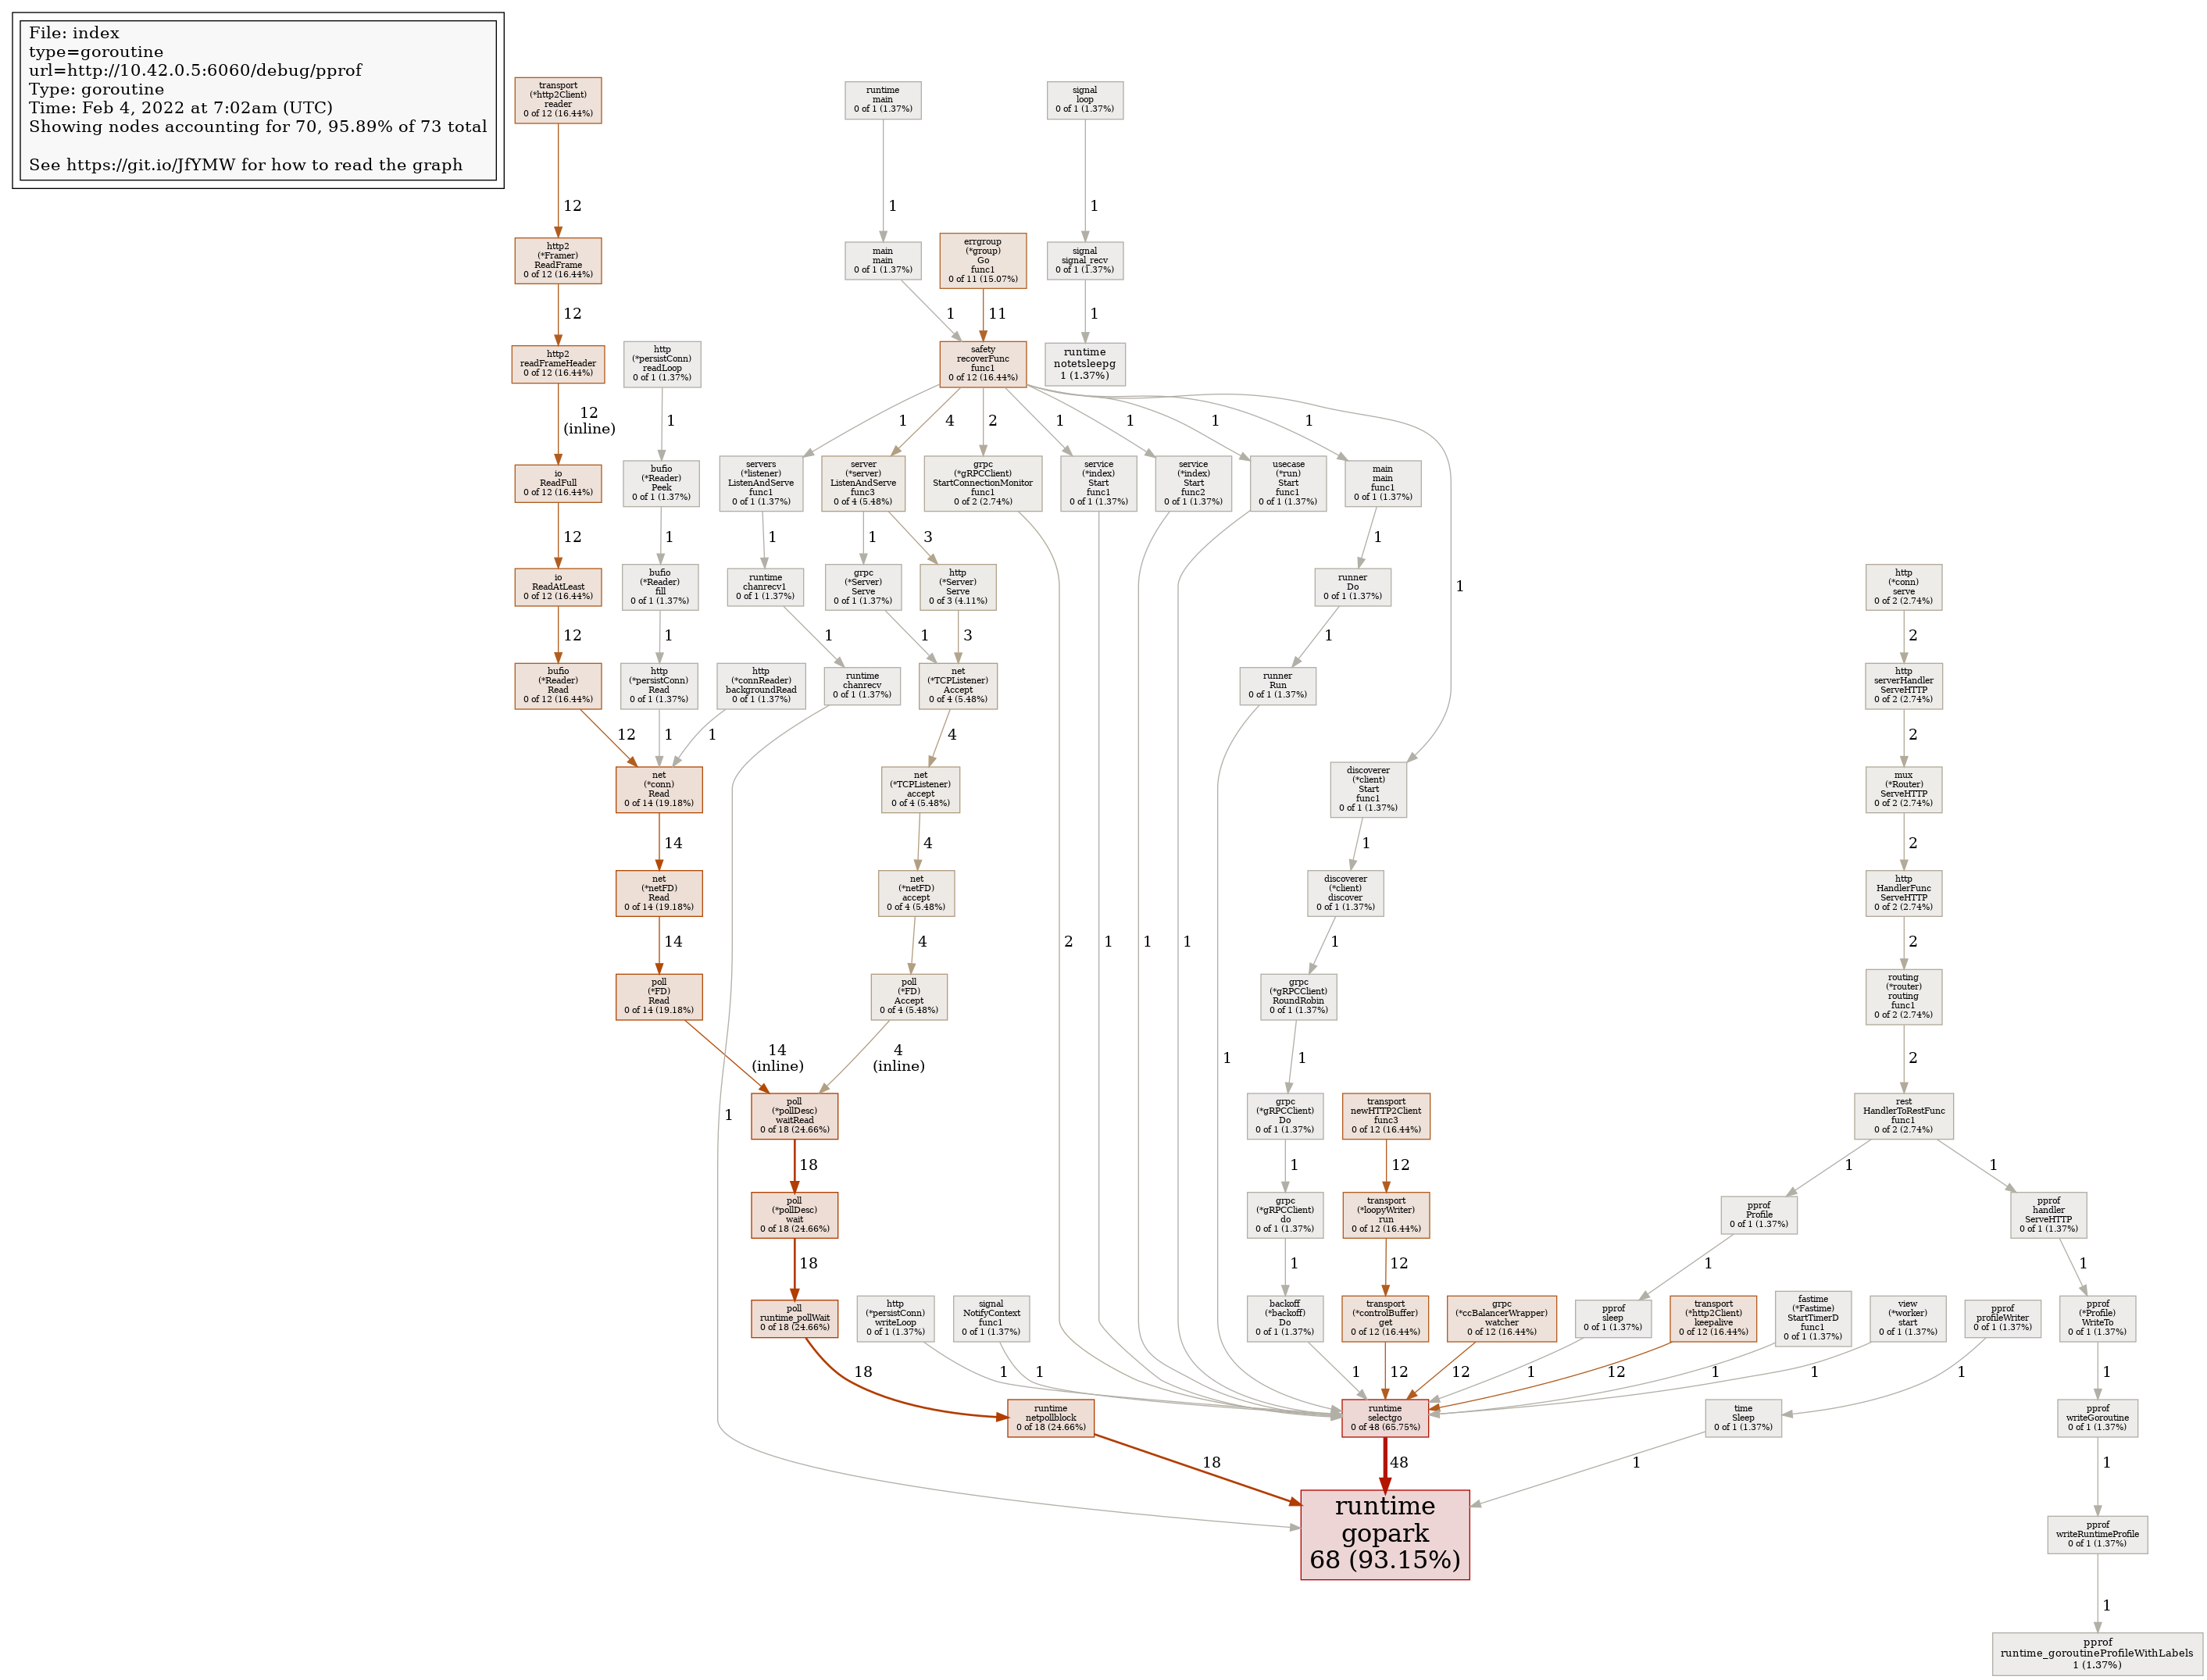 File: index
type=goroutine
url=http://10.42.0.5:6060/debug/pprof
Type: goroutine
Time: Feb 4, 2022 at 7:02am (UTC)
Showing nodes accounting for 70, 95.89% of 73 total
See https://git.io/JfYMW for how to read the graph
transport
(*http2Client)
reader
0 of 12 (16.44%)
runtime
main
0 of 1 (1.37%)
signal
loop
0 of 1 (1.37%)
12
1
1
http2
(*Framer)
ReadFrame
0 of 12 (16.44%)
main
main
0 of 1 (1.37%)
errgroup
(*group)
Go
func1
0 of 11 (15.07%)
signal
signal_recv
0 of 1 (1.37%)
12
1
11
1
http2
readFrameHeader
0 of 12 (16.44%)
http
(*persistConn)
readLoop
0 of 1 (1.37%)
safety
recoverFunc
func1
0 of 12 (16.44%)
runtime
notetsleepg
1 (1.37%)
12
(inline)
1
1
4
2
1
1
1
1
1
io
ReadFull
0 of 12 (16.44%)
bufio
(*Reader)
Peek
0 of 1 (1.37%)
servers
(*listener)
ListenAndServe
func1
0 of 1 (1.37%)
server
(*server)
ListenAndServe
func3
0 of 4 (5.48%)
grpc
(*gRPCClient)
StartConnectionMonitor
func1
0 of 2 (2.74%)
service
(*index)
Start
func1
0 of 1 (1.37%)
service
(*index)
Start
func2
0 of 1 (1.37%)
usecase
(*run)
Start
func1
0 of 1 (1.37%)
main
main
func1
0 of 1 (1.37%)
12
1
1
1
3
1
io
ReadAtLeast
0 of 12 (16.44%)
bufio
(*Reader)
fill
0 of 1 (1.37%)
runtime
chanrecv1
0 of 1 (1.37%)
grpc
(*Server)
Serve
0 of 1 (1.37%)
http
(*Server)
Serve
0 of 3 (4.11%)
runner
Do
0 of 1 (1.37%)
http
(*conn)
serve
0 of 2 (2.74%)
12
1
1
1
3
1
2
bufio
(*Reader)
Read
0 of 12 (16.44%)
http
(*persistConn)
Read
0 of 1 (1.37%)
http
(*connReader)
backgroundRead
0 of 1 (1.37%)
runtime
chanrecv
0 of 1 (1.37%)
net
(*TCPListener)
Accept
0 of 4 (5.48%)
runner
Run
0 of 1 (1.37%)
http
serverHandler
ServeHTTP
0 of 2 (2.74%)
12
1
1
4
2
net
(*conn)
Read
0 of 14 (19.18%)
net
(*TCPListener)
accept
0 of 4 (5.48%)
discoverer
(*client)
Start
func1
0 of 1 (1.37%)
mux
(*Router)
ServeHTTP
0 of 2 (2.74%)
14
4
1
2
net
(*netFD)
Read
0 of 14 (19.18%)
net
(*netFD)
accept
0 of 4 (5.48%)
discoverer
(*client)
discover
0 of 1 (1.37%)
http
HandlerFunc
ServeHTTP
0 of 2 (2.74%)
14
4
2
1
1
1
1
2
poll
(*FD)
Read
0 of 14 (19.18%)
poll
(*FD)
Accept
0 of 4 (5.48%)
grpc
(*gRPCClient)
RoundRobin
0 of 1 (1.37%)
routing
(*router)
routing
func1
0 of 2 (2.74%)
14
(inline)
4
(inline)
1
1
2
1
poll
(*pollDesc)
waitRead
0 of 18 (24.66%)
grpc
(*gRPCClient)
Do
0 of 1 (1.37%)
transport
newHTTP2Client
func3
0 of 12 (16.44%)
rest
HandlerToRestFunc
func1
0 of 2 (2.74%)
18
1
12
1
1
poll
(*pollDesc)
wait
0 of 18 (24.66%)
grpc
(*gRPCClient)
do
0 of 1 (1.37%)
transport
(*loopyWriter)
run
0 of 12 (16.44%)
pprof
Profile
0 of 1 (1.37%)
pprof
handler
ServeHTTP
0 of 1 (1.37%)
18
1
12
1
1
poll
runtime_pollWait
0 of 18 (24.66%)
http
(*persistConn)
writeLoop
0 of 1 (1.37%)
signal
NotifyContext
func1
0 of 1 (1.37%)
backoff
(*backoff)
Do
0 of 1 (1.37%)
transport
(*controlBuffer)
get
0 of 12 (16.44%)
grpc
(*ccBalancerWrapper)
watcher
0 of 12 (16.44%)
pprof
sleep
0 of 1 (1.37%)
transport
(*http2Client)
keepalive
0 of 12 (16.44%)
fastime
(*Fastime)
StartTimerD
func1
0 of 1 (1.37%)
view
(*worker)
start
0 of 1 (1.37%)
pprof
profileWriter
0 of 1 (1.37%)
pprof
(*Profile)
WriteTo
0 of 1 (1.37%)
18
1
1
1
12
12
1
12
1
1
1
1
runtime
netpollblock
0 of 18 (24.66%)
runtime
selectgo
0 of 48 (65.75%)
time
Sleep
0 of 1 (1.37%)
pprof
writeGoroutine
0 of 1 (1.37%)
18
48
1
1
runtime
gopark
68 (93.15%)
pprof
writeRuntimeProfile
0 of 1 (1.37%)
1
pprof
runtime_goroutineProfileWithLabels
1 (1.37%)